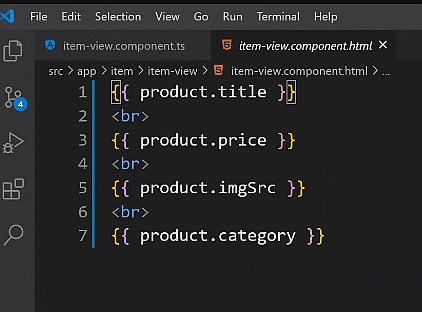 File Edit Selection View Go Run Terminal Help
item-view.component.ts item-view.component.html
src > app > item > item-view > item-view.component.html > ...
1 {{ product.title }}
2 <br>
3 {{ product.price }}
4 <br>
5 {{ product.imgSrc }}
6 <br>
7 {{ product.category }}
4